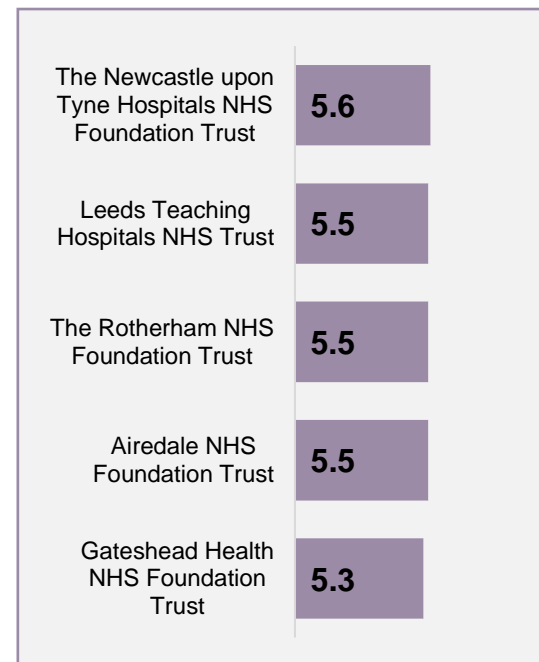 The Newcastle upon
Tyne Hospitals NHS
Foundation Trust
5.6
Leeds Teaching
Hospitals NHS Trust
5.5
The Rotherham NHS
Foundation Trust
5.5
Airedale NHS
Foundation Trust
5.5
Gateshead Health
NHS Foundation
Trust
5.3